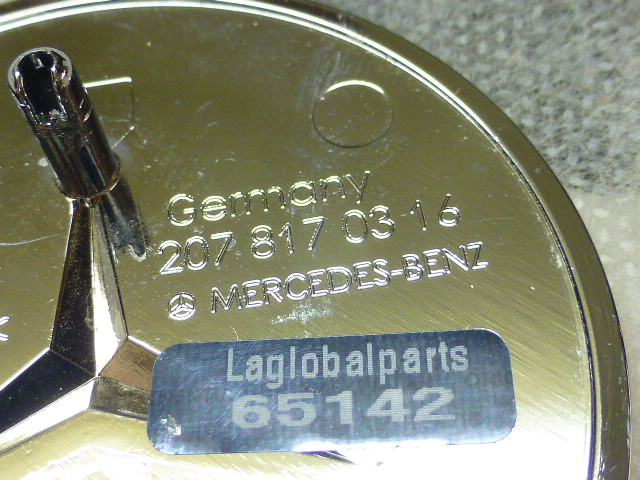 Germany
207 817 03 16
MERCEDES-BENZ
Laglobalparts
65142